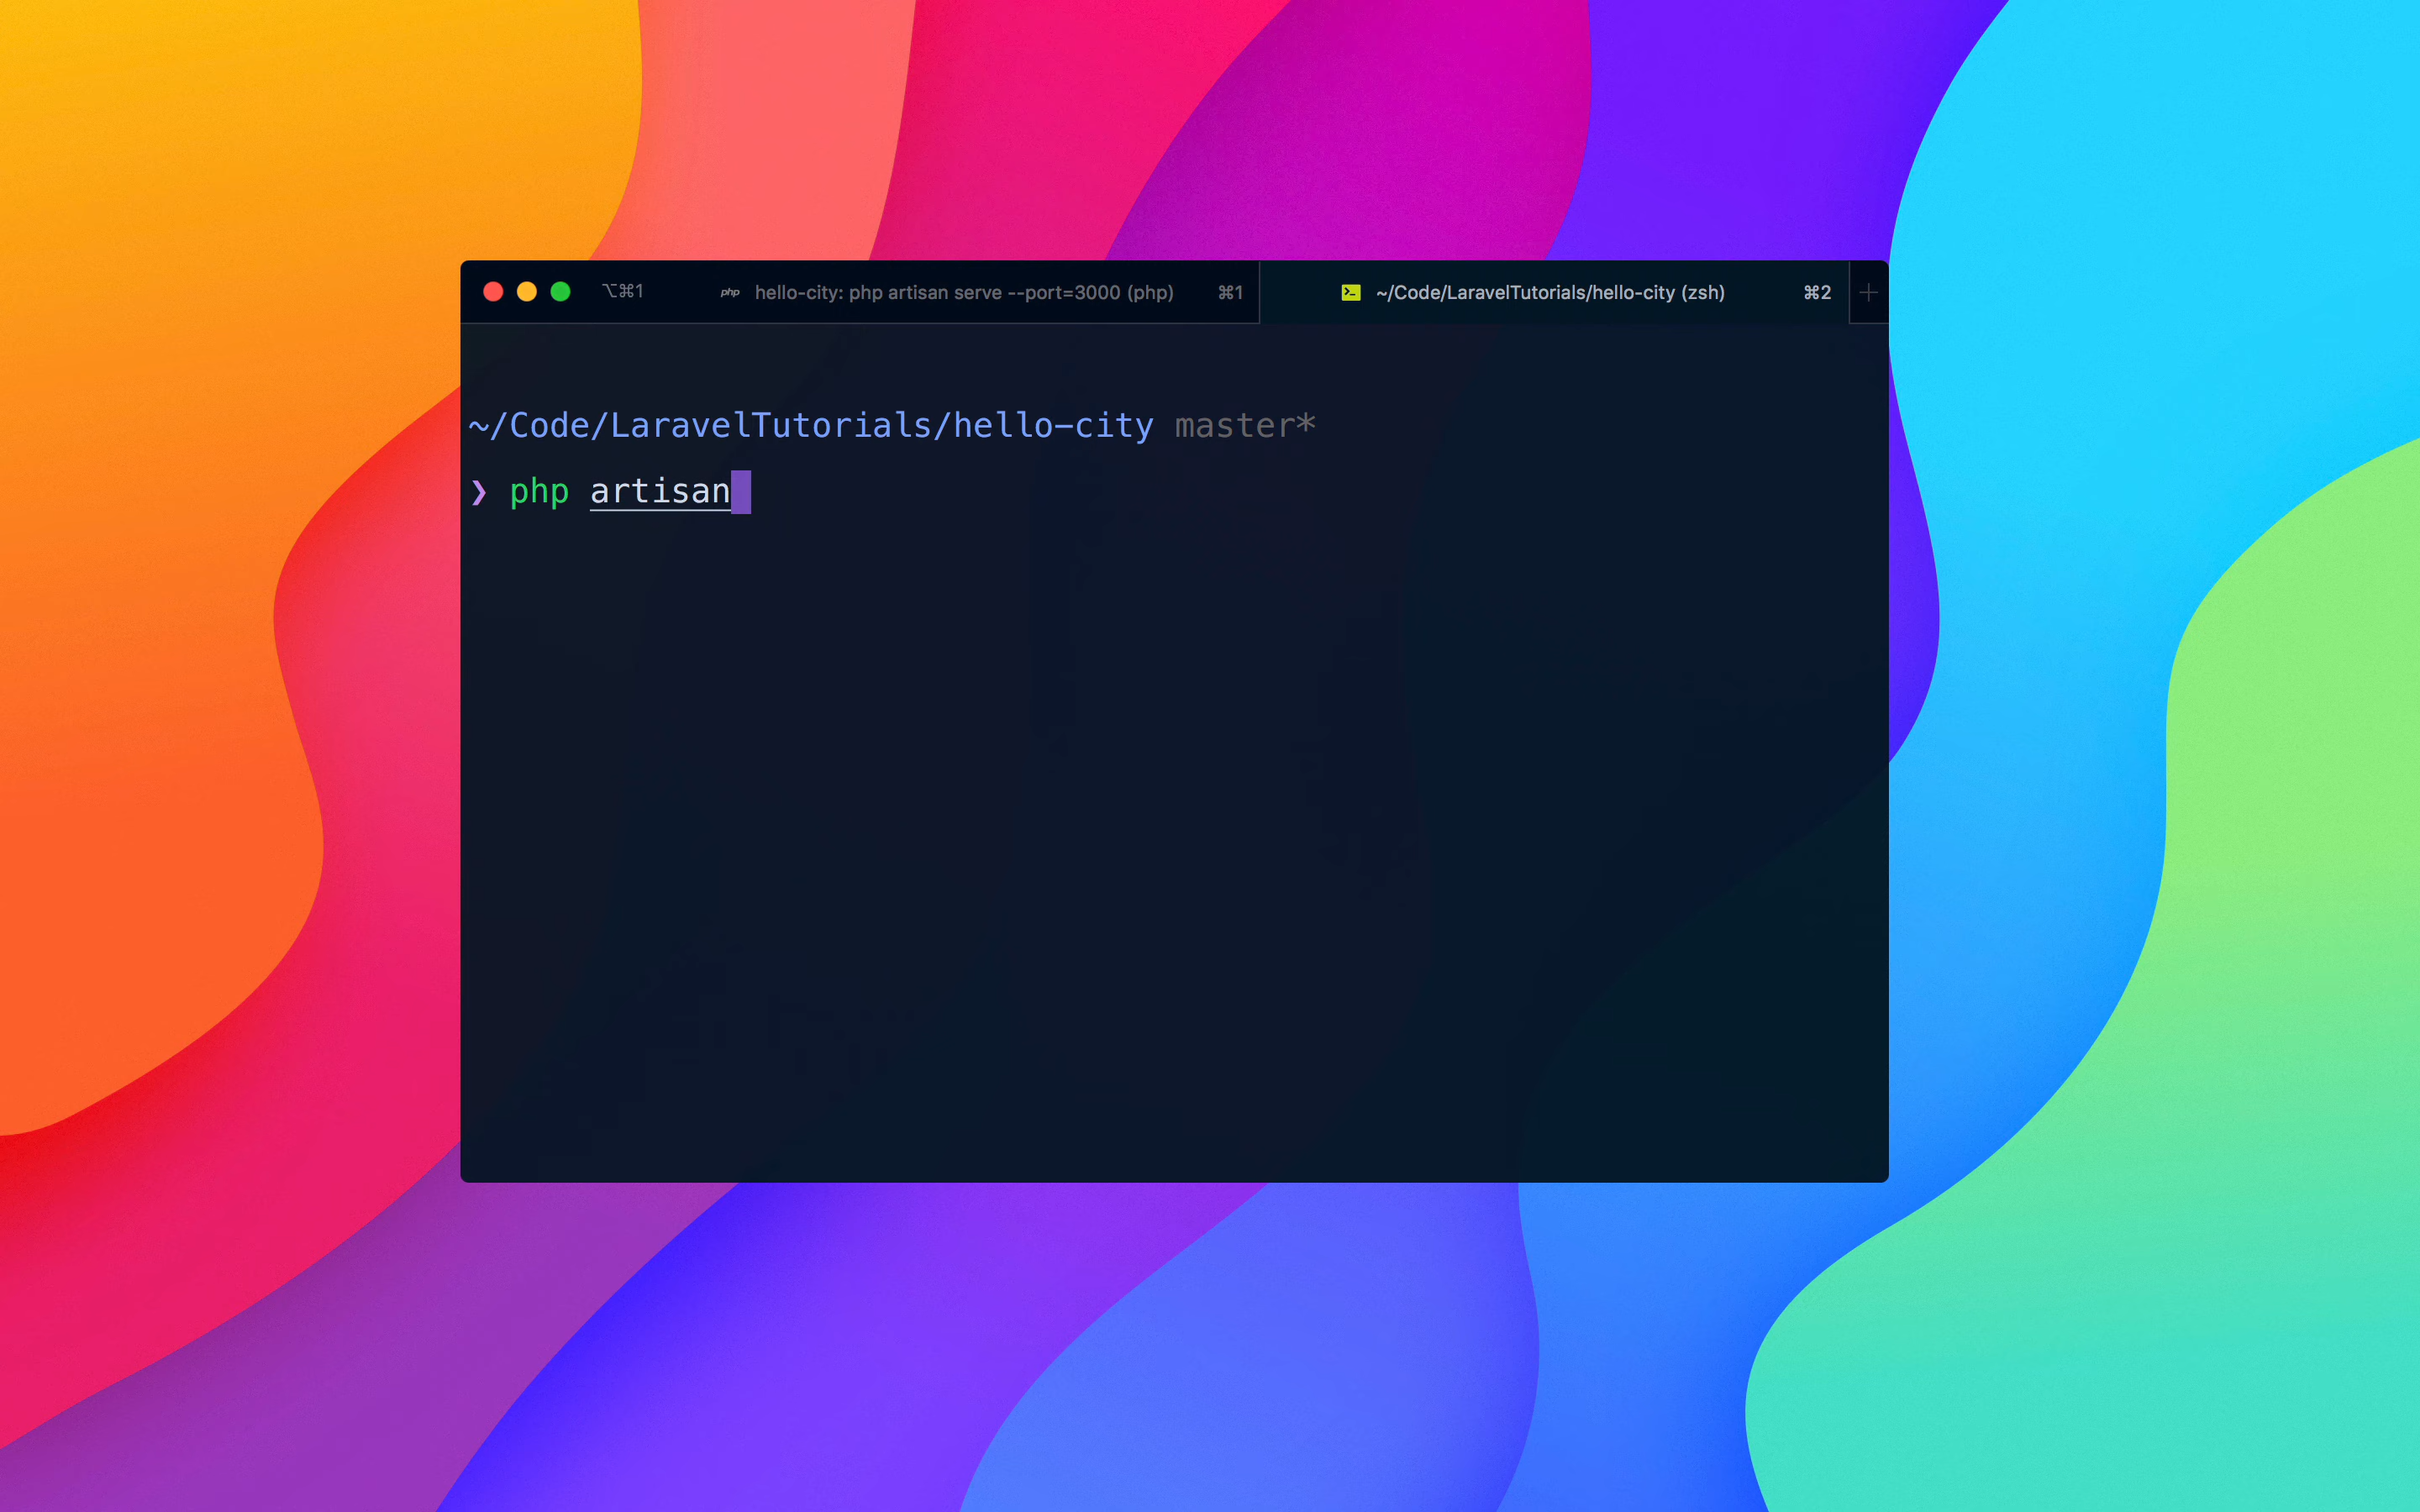 ⌥⌘1 php hello-city: php artisan serve --port=3000 (php) ⌘1 ~/Code/LaravelTutorials/hello-city (zsh) ⌘2
~/Code/LaravelTutorials/hello-city master*
❯ php artisan